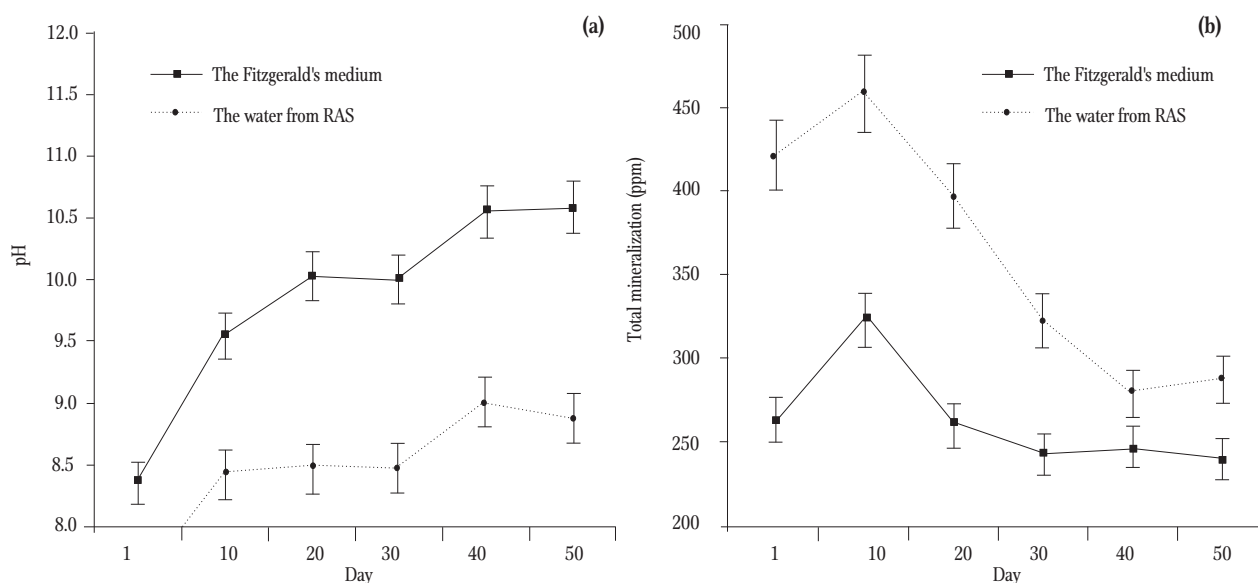 (a)
12.0
11.5
11.0
10.5
10.0
9.5
9.0
8.5
8.0
pH
The Fitzgerald's medium
The water from RAS
1 10 20 30 40 50
Day
(b)
500
450
400
350
300
250
200
Total mineralization (ppm)
The Fitzgerald's medium
The water from RAS
1 10 20 30 40 50
Day